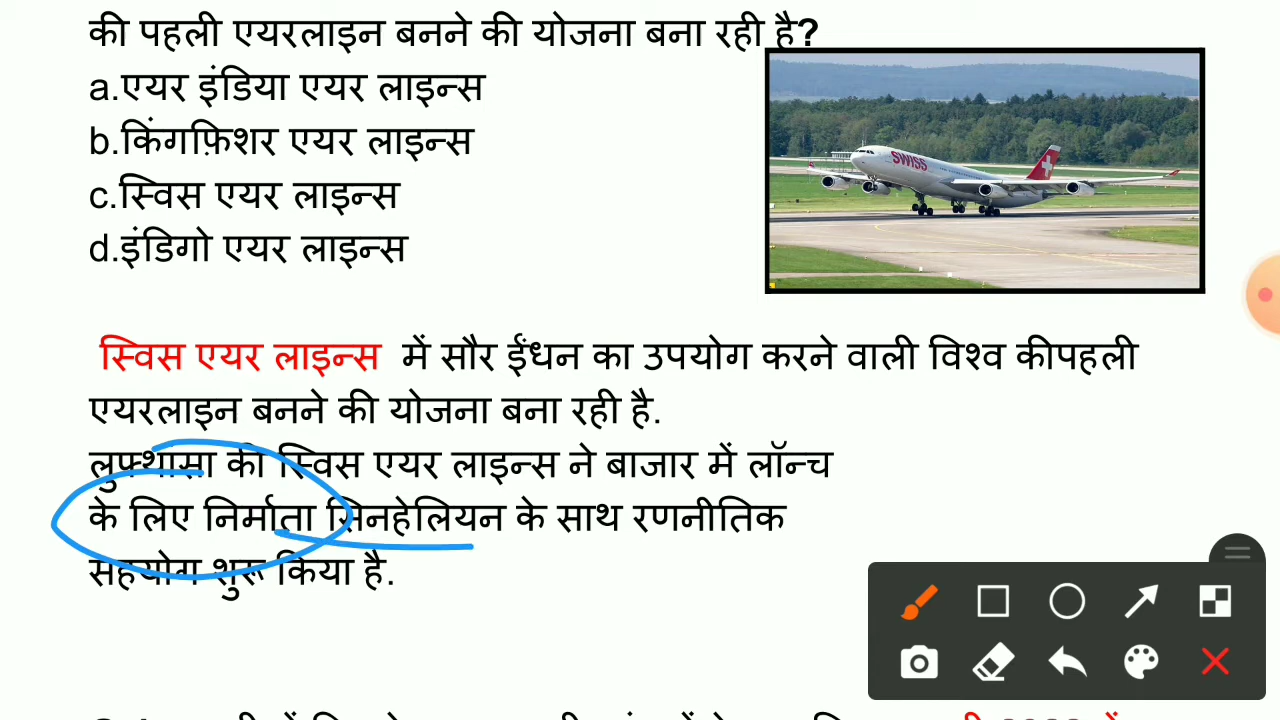 की पहली एयरलाइन बनने की योजना बना रही है?
a.एयर इंडिया एयर लाइन्स
b.किंगफ़िशर एयर लाइन्स
c.स्विस एयर लाइन्स
d.इंडिगो एयर लाइन्स
SWISS
स्विस एयर लाइन्स में सौर ईंधन का उपयोग करने वाली विश्व कीपहली
एयरलाइन बनने की योजना बना रही है.
लुफ्थांसा की स्विस एयर लाइन्स ने बाजार में लॉन्च
के लिए निर्माता सिनहेलियन के साथ रणनीतिक
सहयोग शुरू किया है.